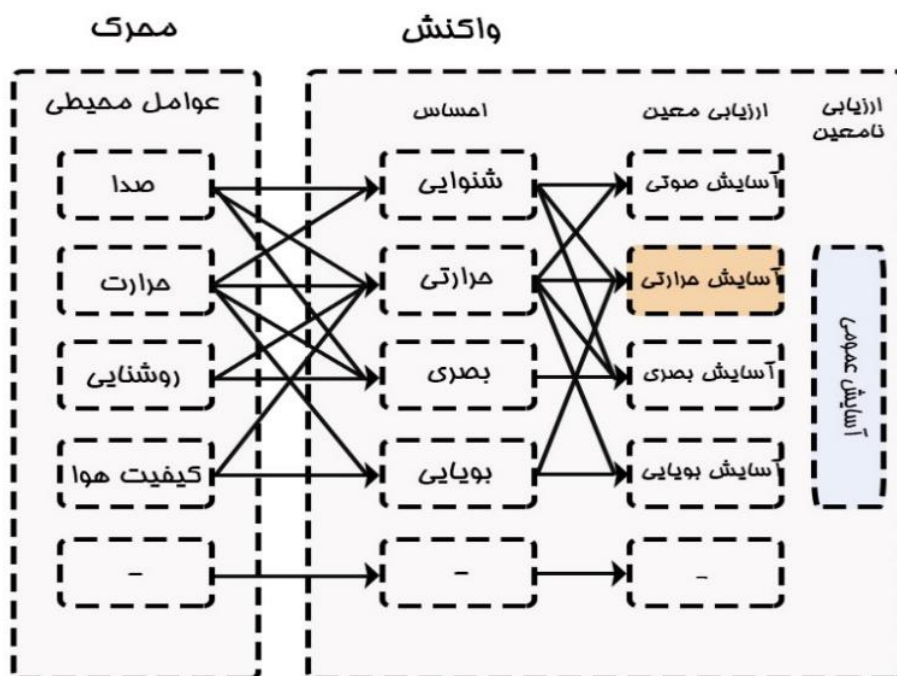 محرک
واکنش
عوامل محیطی
صدا
حرارت
روشنایی
کیفیت هوا
-
احساس
شنوایی
حرارتی
بصری
بویایی
-
ارزیابی معین
آسایش صوتی
آسایش حرارتی
آسایش بصری
آسایش بویایی
-
ارزیابی
نامعین
آسایش عمومی